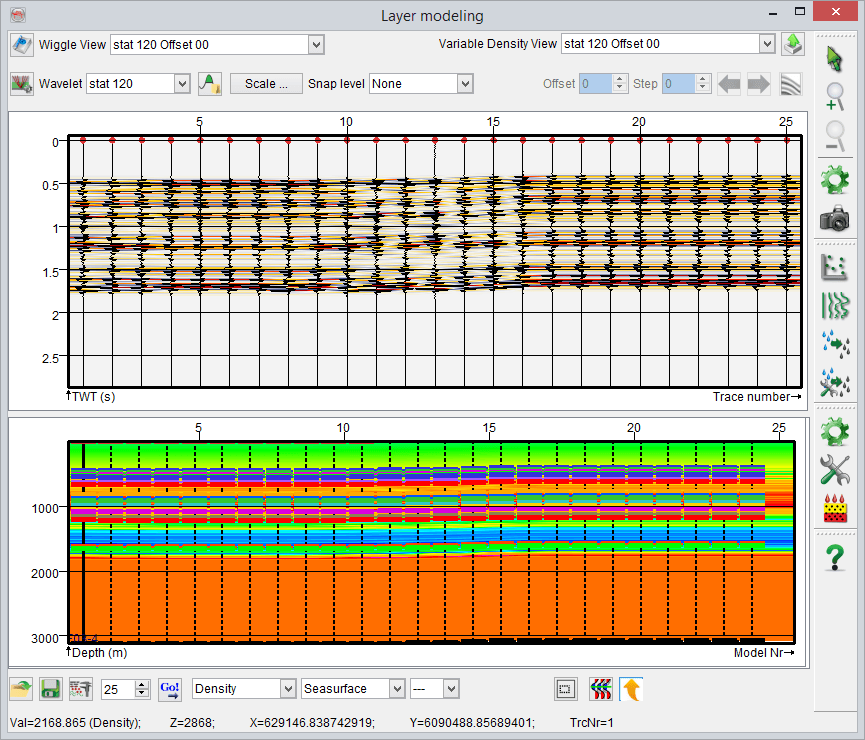 Layer modeling
Wiggle View stat 120 Offset 00 Variable Density View stat 120 Offset 00
Wavelet stat 120 Scale ... Snap level None Offset 0 Step 0
5 10 15 20 25
0
0.5
1
1.5
2
2.5
TWT (s) Trace number
5 10 15 20 25
1000
2000
3000
Depth (m) Model Nr
25 Go! Density Seasurface ---
Val=2168.865 (Density); Z=2868; X=629146.838742919; Y=6090488.85689401; TrcNr=1